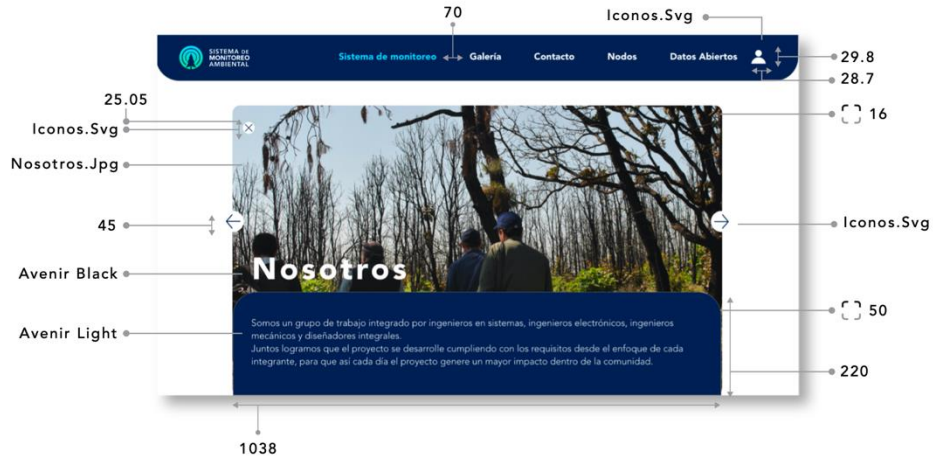 70
Iconos.Svg
SISTEMA DE
MONITOREO
AMBIENTAL
Sistema de monitoreo Galería Contacto Nodos Datos Abiertos
29.8
28.7
25.05
Iconos.Svg
16
Nosotros.Jpg
45
Iconos.Svg
Avenir Black
Nosotros
50
Avenir Light
Somos un grupo de trabajo integrado por ingenieros en sistemas, ingenieros electrónicos, ingenieros
mecánicos y diseñadores integrales.
Juntos logramos que el proyecto se desarrolle cumpliendo con los requisitos desde el enfoque de cada
integrante, para que así cada día el proyecto genere un mayor impacto dentro de la comunidad.
220
1038